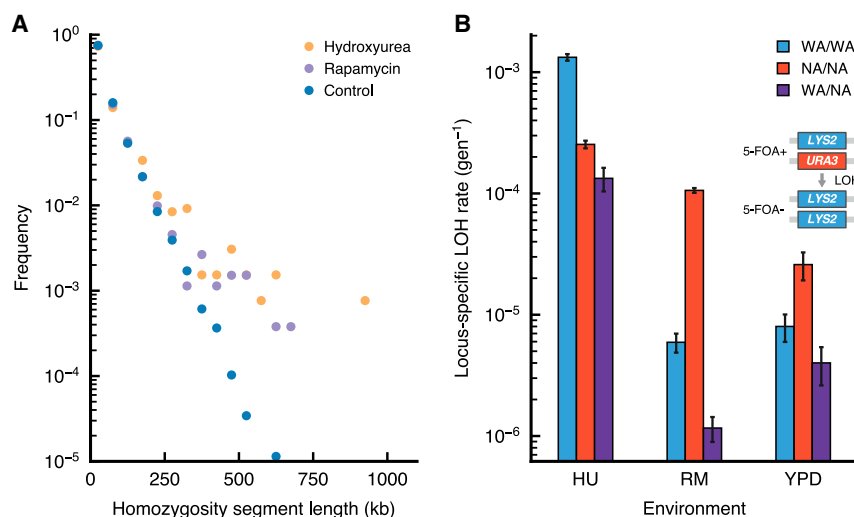 A
10⁰
10⁻¹
10⁻²
10⁻³
10⁻⁴
10⁻⁵
Frequency
0
250
500
750
1000
Homozygosity segment length (kb)
Hydroxyurea
Rapamycin
Control
B
10⁻³
10⁻⁴
10⁻⁵
10⁻⁶
Locus-specific LOH rate (gen⁻¹)
HU
RM
YPD
Environment
WA/WA
NA/NA
WA/NA
5-FOA+
LYS2
URA3
LOH
5-FOA-
LYS2
LYS2